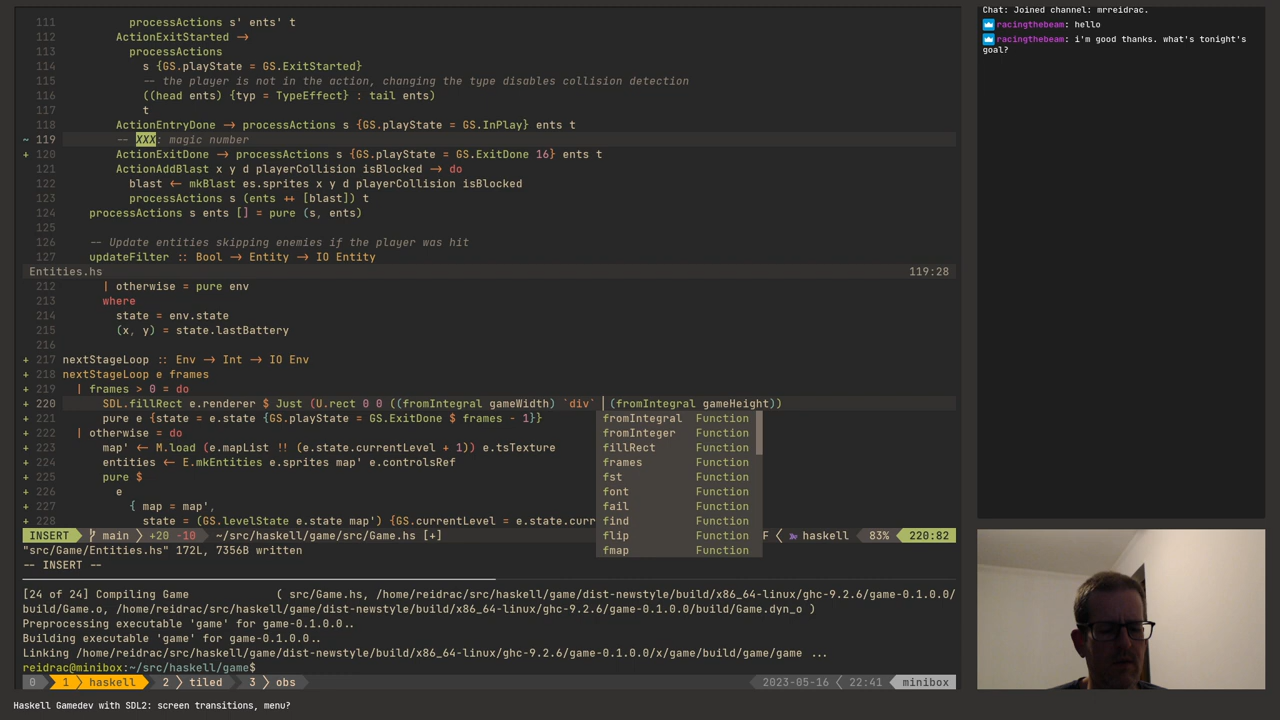 111 processActions s' ents' t
112 ActionExitStarted →
113 processActions
114 s {GS.playState = GS.ExitStarted}
115 -- the player is not in the action, changing the type disables collision detection
116 ((head ents) {typ = TypeEffect} : tail ents)
117 t
118 ActionEntryDone → processActions s {GS.playState = GS.InPlay} ents t
~ 119 -- XXX: magic number
+ 120 ActionExitDone → processActions s {GS.playState = GS.ExitDone 16} ents t
121 ActionAddBlast x y d playerCollision isBlocked → do
122 blast ← mkBlast es.sprites x y d playerCollision isBlocked
123 processActions s (ents ++ [blast]) t
124 processActions s ents [] = pure (s, ents)
125
126 -- Update entities skipping enemies if the player was hit
127 updateFilter :: Bool → Entity → IO Entity
Entities.hs 119:28
212 | otherwise = pure env
213 where
214 state = env.state
215 (x, y) = state.lastBattery
216
+ 217 nextStageLoop :: Env → Int → IO Env
+ 218 nextStageLoop e frames
+ 219 | frames > 0 = do
+ 220 SDL.fillRect e.renderer $ Just (U.rect 0 0 ((fromIntegral gameWidth) `div` (fromIntegral gameHeight))
+ 221 pure e {state = e.state {GS.playState = GS.ExitDone $ frames - 1}}
+ 222 | otherwise = do
+ 223 map' ← M.load (e.mapList !! (e.state.currentLevel + 1)) e.tsTexture
+ 224 entities ← E.mkEntities e.sprites map' e.controlsRef
+ 225 pure $
+ 226 e
+ 227 { map = map',
+ 228 state = (GS.levelState e.state map') {GS.currentLevel = e.state.curr
fromIntegral Function
fromInteger Function
fillRect Function
frames Function
fst Function
font Function
fail Function
find Function
flip Function
fmap Function
INSERT main +20 -10 ~/src/haskell/game/src/Game.hs [+] F haskell 83% 220:82
"src/Game/Entities.hs" 172L, 7356B written
-- INSERT --
[24 of 24] Compiling Game ( src/Game.hs, /home/reidrac/src/haskell/game/dist-newstyle/build/x86_64-linux/ghc-9.2.6/game-0.1.0.0/
build/Game.o, /home/reidrac/src/haskell/game/dist-newstyle/build/x86_64-linux/ghc-9.2.6/game-0.1.0.0/build/Game.dyn_o )
Preprocessing executable 'game' for game-0.1.0.0..
Building executable 'game' for game-0.1.0.0..
Linking /home/reidrac/src/haskell/game/dist-newstyle/build/x86_64-linux/ghc-9.2.6/game-0.1.0.0/x/game/build/game/game ...
reidrac@minibox:~/src/haskell/game$
0 1 haskell 2 tiled 3 obs 2023-05-16 22:41 minibox
Haskell Gamedev with SDL2: screen transitions, menu?
Chat: Joined channel: mrreidrac.
racingthebeam: hello
racingthebeam: i'm good thanks. what's tonight's
goal?